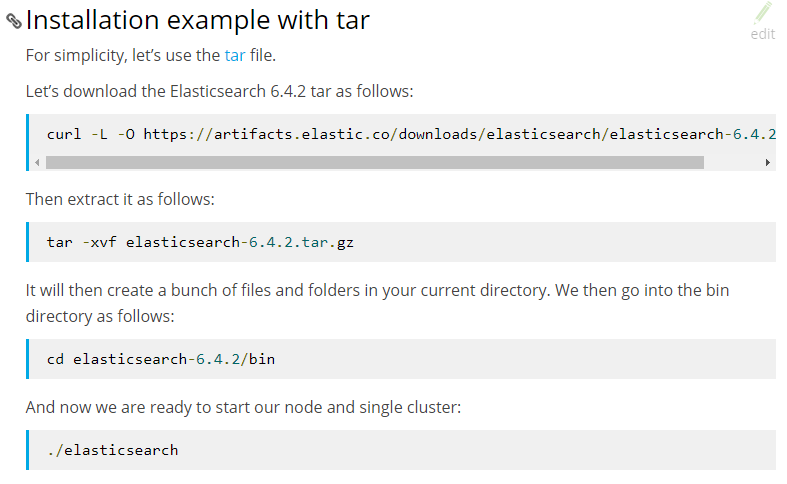 Installation example with tar
edit
For simplicity, let’s use the tar file.
Let’s download the Elasticsearch 6.4.2 tar as follows:
curl -L -O https://artifacts.elastic.co/downloads/elasticsearch/elasticsearch-6.4.2
Then extract it as follows:
tar -xvf elasticsearch-6.4.2.tar.gz
It will then create a bunch of files and folders in your current directory. We then go into the bin
directory as follows:
cd elasticsearch-6.4.2/bin
And now we are ready to start our node and single cluster:
./elasticsearch